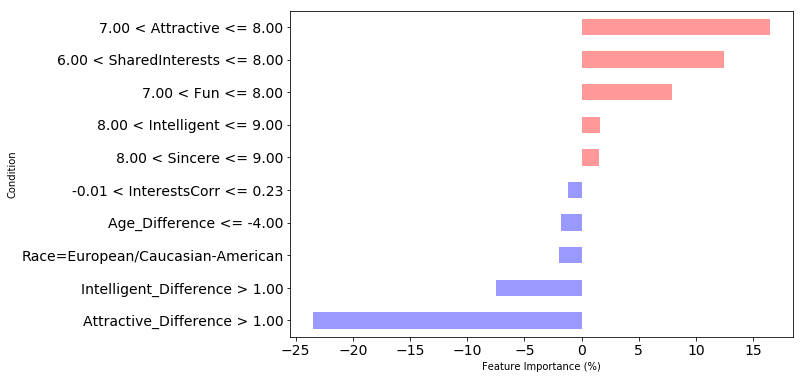 7.00 < Attractive <= 8.00
6.00 < SharedInterests <= 8.00
7.00 < Fun <= 8.00
8.00 < Intelligent <= 9.00
8.00 < Sincere <= 9.00
-0.01 < InterestsCorr <= 0.23
Age_Difference <= -4.00
Race=European/Caucasian-American
Intelligent_Difference > 1.00
Attractive_Difference > 1.00
Condition
−25 −20 −15 −10 −5 0 5 10 15
Feature Importance (%)